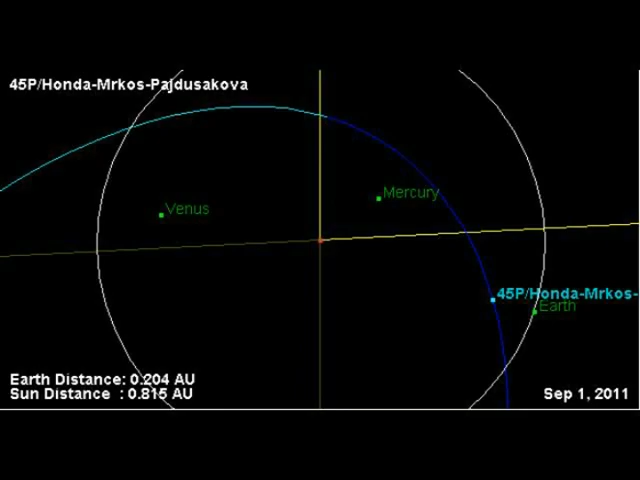 45P/Honda-Mrkos-Pajdusakova
Mercury
Venus
45P/Honda-Mrkos-
Earth
Earth Distance: 0.204 AU
Sun Distance : 0.815 AU
Sep 1, 2011